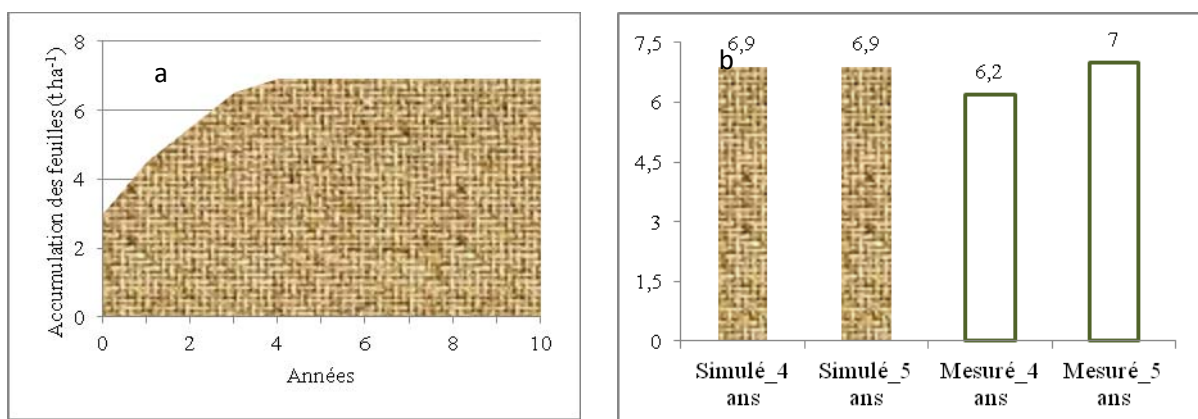 8
6
4
2
0
Accumulation des feuilles (t ha-1)
a
0 2 4 6 8 10
Années
7,5
6
4,5
3
1,5
0
6,9 6,9 6,2 7
b
Simulé_4 Simulé_5 Mesuré_4 Mesuré_5
ans ans ans ans